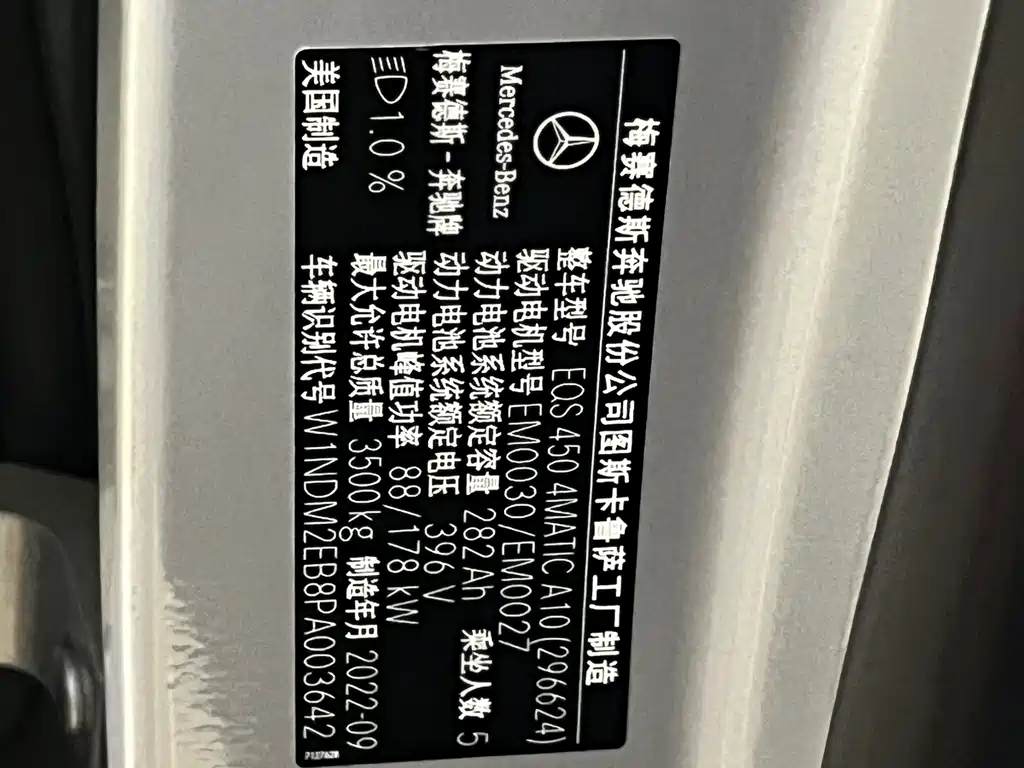 梅赛德斯奔驰股份公司图斯卡鲁萨工厂制造
Mercedes-Benz
梅赛德斯-奔驰牌
1.0%
美国制造
整车型号 EQS 450 4MATIC A10(296624)
驱动电机型号 EM0030/EM0027
动力电池系统额定容量 282Ah 乘坐人数 5
动力电池系统额定电压 396V
驱动电机峰值功率 88/178kW
最大允许总质量 3500kg 制造年月 2022-09
车辆识别代号 W1NDM2EB8PA003642